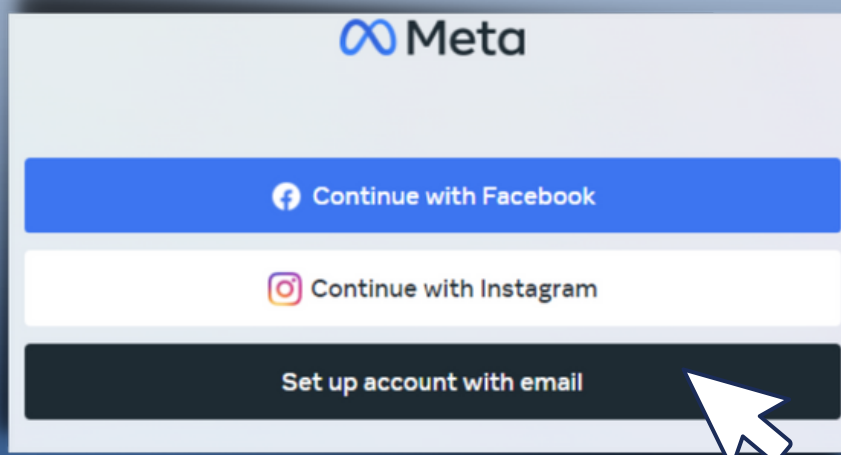 Meta
Continue with Facebook
Continue with Instagram
Set up account with email